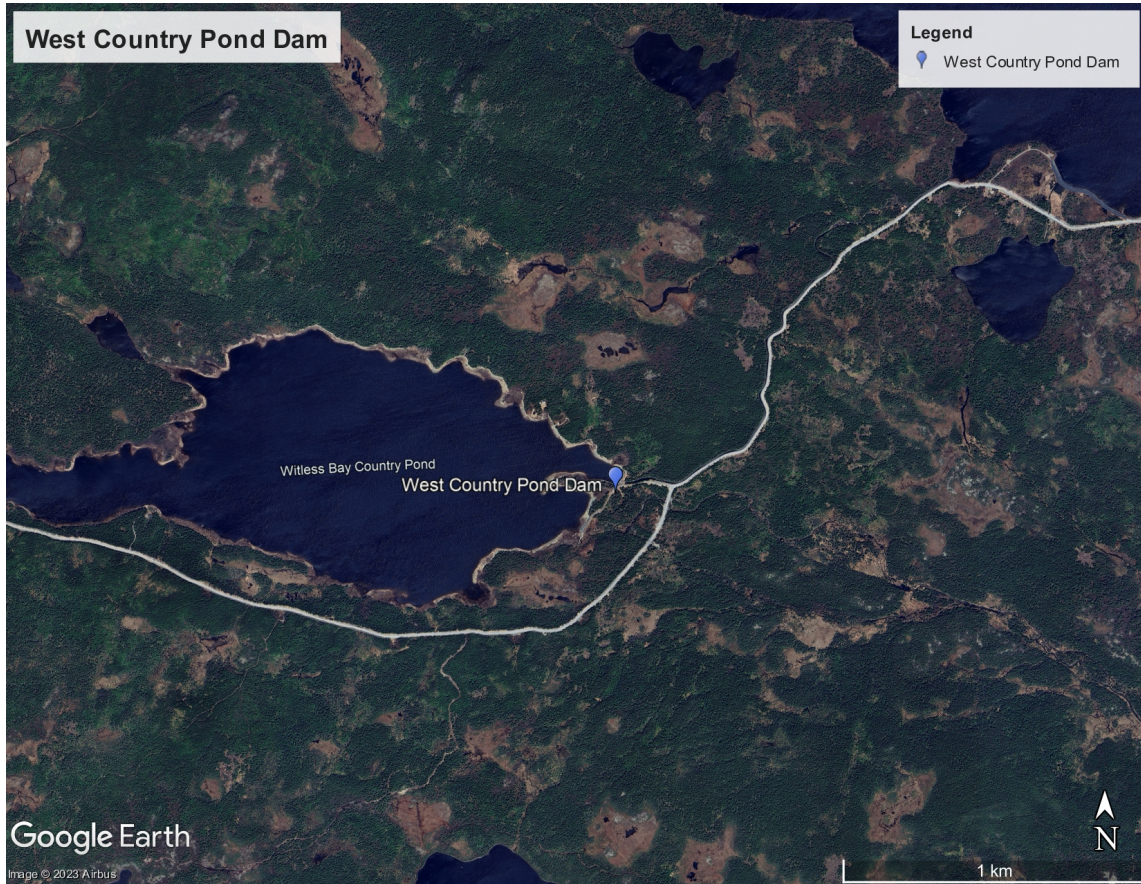 West Country Pond Dam
Legend
West Country Pond Dam
Witless Bay Country Pond
West Country Pond Dam
Google Earth
Image © 2023 Airbus
N
1 km